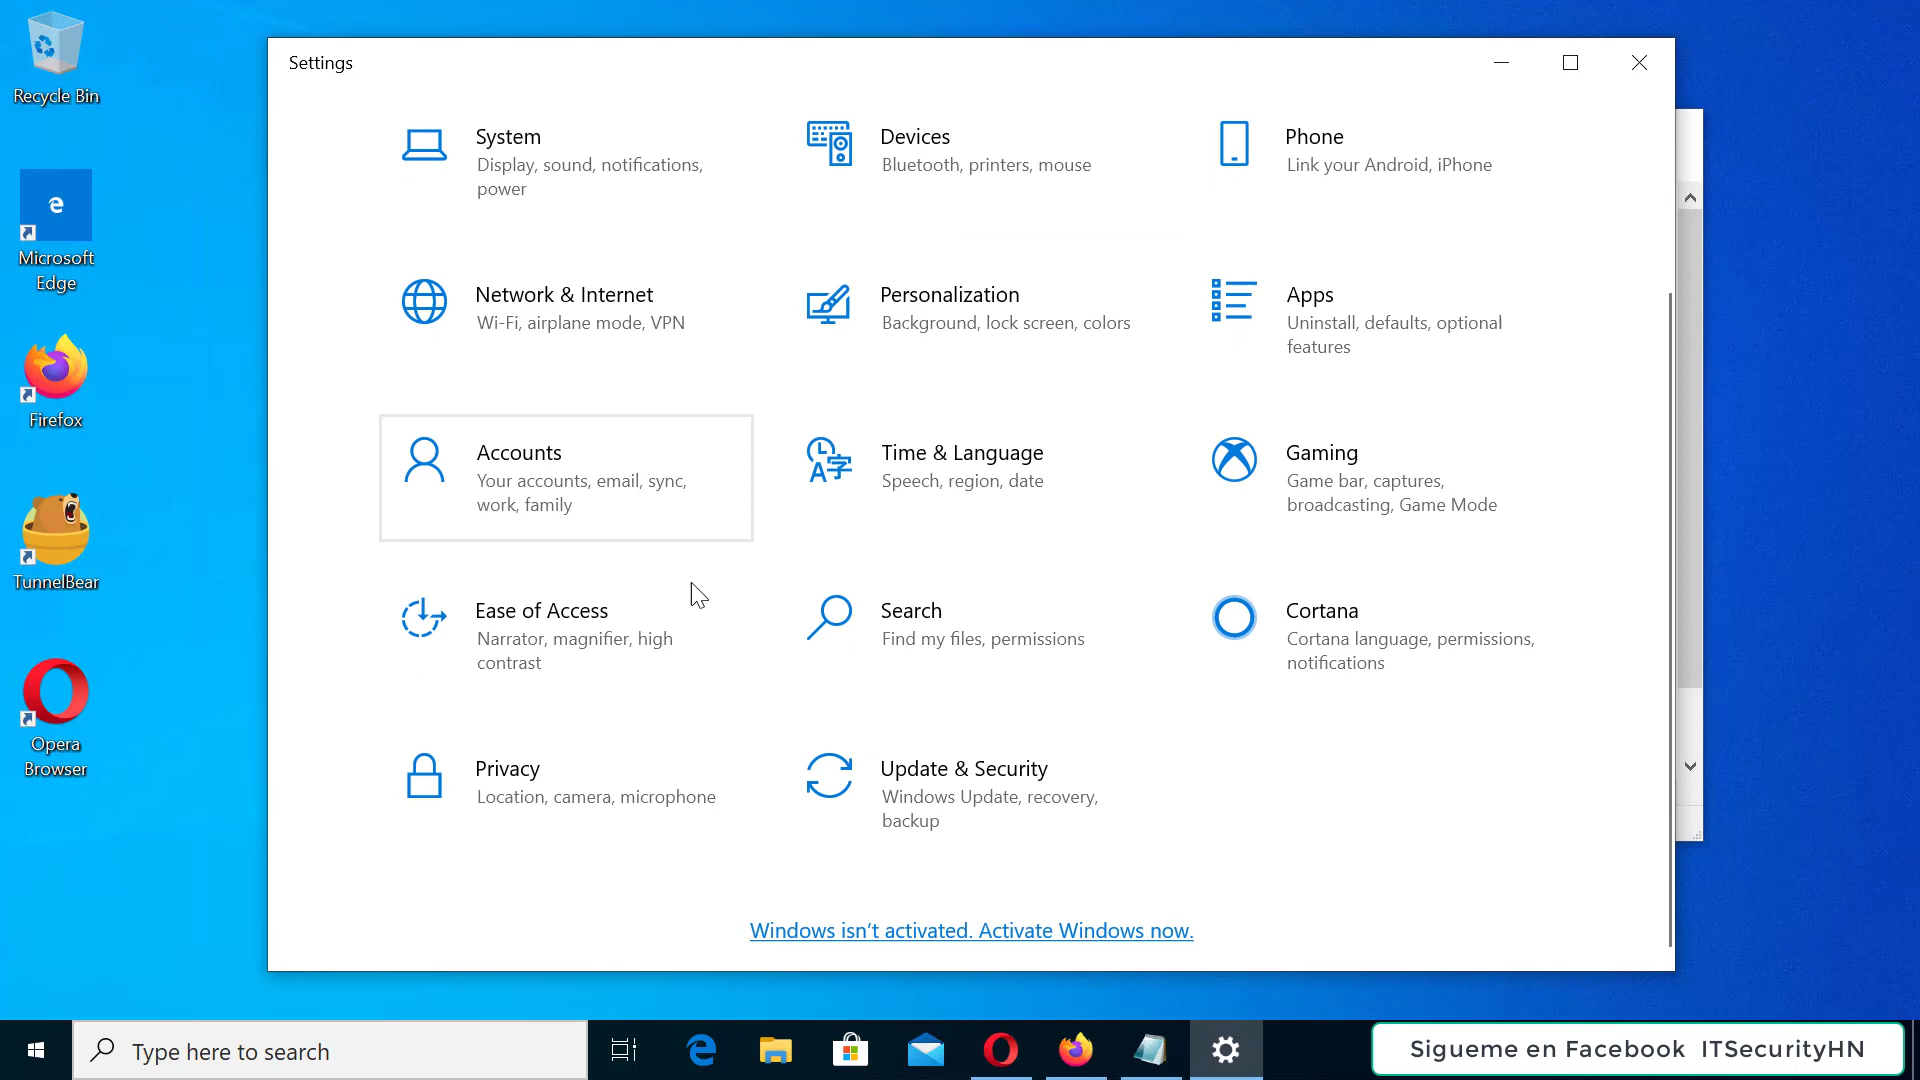 Recycle Bin
Microsoft
Edge
Firefox
TunnelBear
Opera
Browser
Settings
System
Display, sound, notifications,
power
Devices
Bluetooth, printers, mouse
Phone
Link your Android, iPhone
Network & Internet
Wi-Fi, airplane mode, VPN
Personalization
Background, lock screen, colors
Apps
Uninstall, defaults, optional
features
Accounts
Your accounts, email, sync,
work, family
Time & Language
Speech, region, date
Gaming
Game bar, captures,
broadcasting, Game Mode
Ease of Access
Narrator, magnifier, high
contrast
Search
Find my files, permissions
Cortana
Cortana language, permissions,
notifications
Privacy
Location, camera, microphone
Update & Security
Windows Update, recovery,
backup
Windows isn't activated. Activate Windows now.
Type here to search
Sigueme en Facebook ITSecurityHN